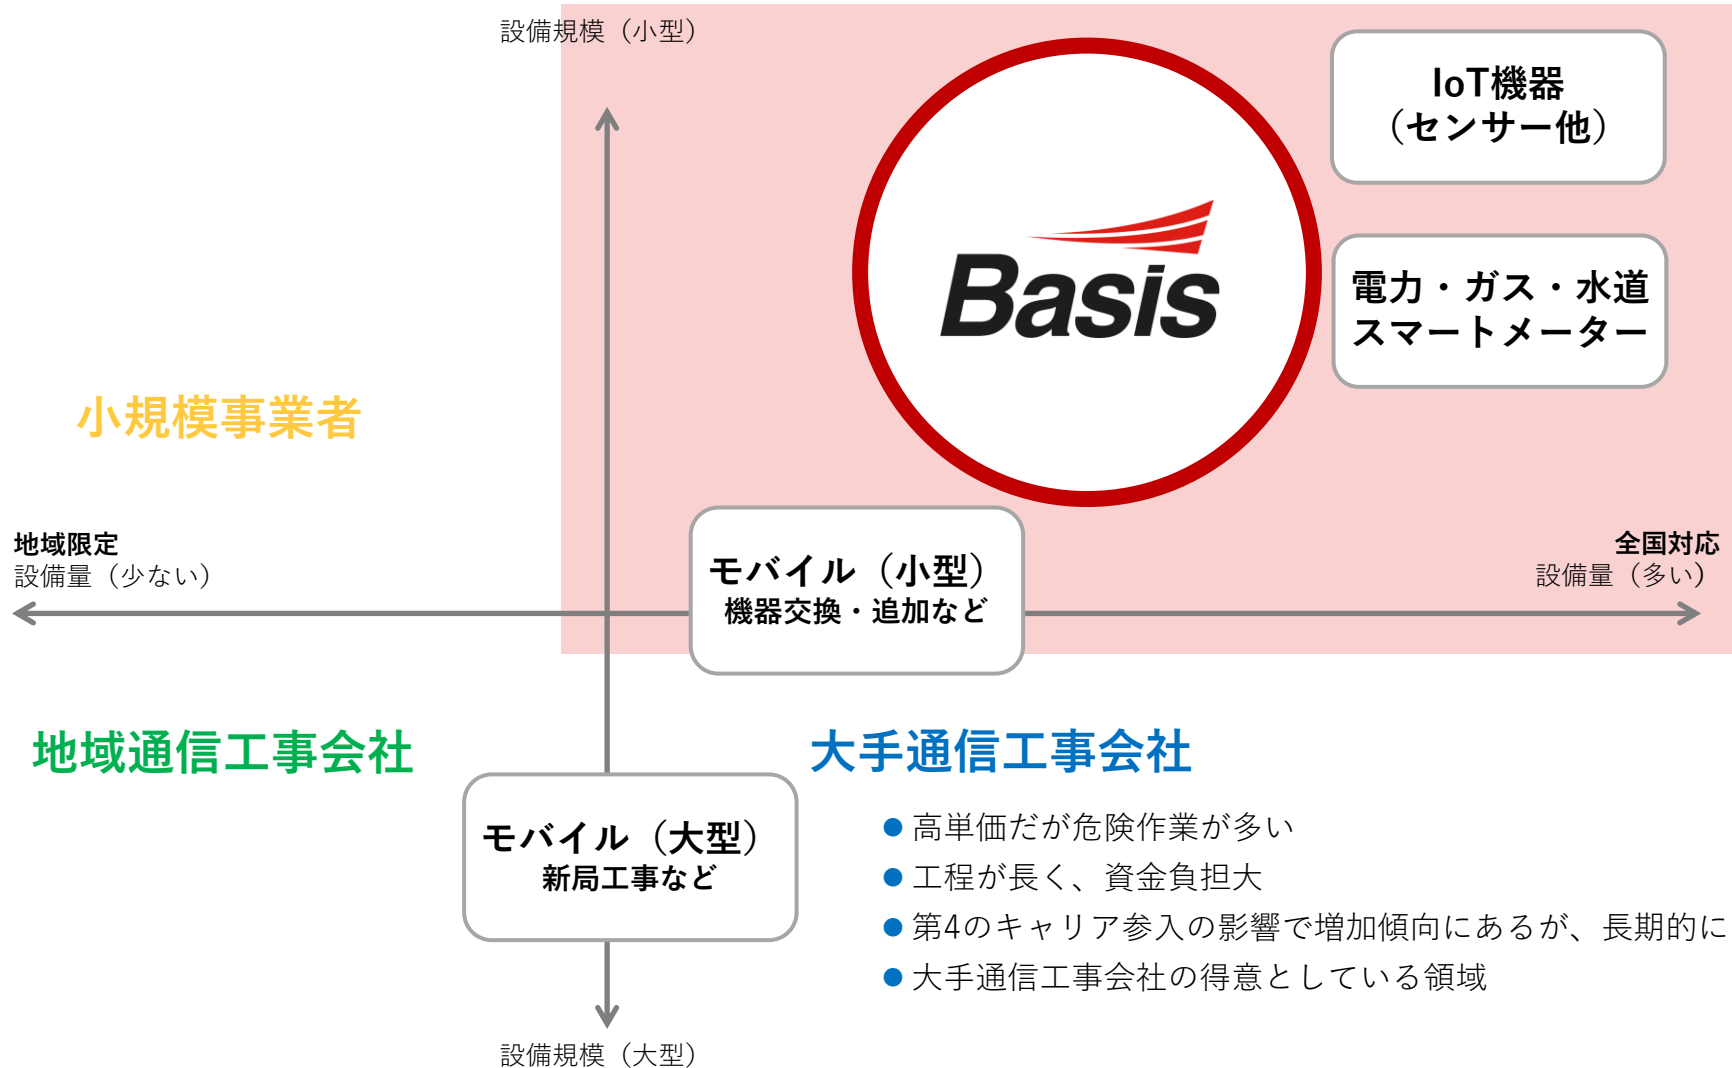 設備規模（小型）
IoT機器
（センサー他）
Basis
電力・ガス・水道
スマートメーター
小規模事業者
地域限定
設備量（少ない）
全国対応
設備量（多い）
モバイル（小型）
機器交換・追加など
地域通信工事会社
大手通信工事会社
モバイル（大型）
新局工事など
● 高単価だが危険作業が多い
● 工程が長く、資金負担大
● 第4のキャリア参入の影響で増加傾向にあるが、長期的に
● 大手通信工事会社の得意としている領域
設備規模（大型）